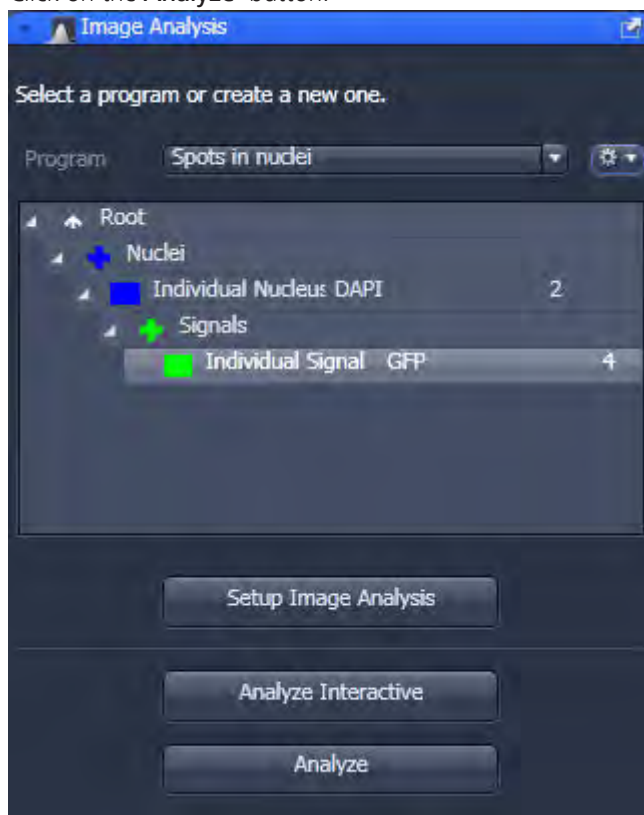 Click on the Analyze button.
Image Analysis
Select a program or create a new one.
Program Spots in nuclei
Root
Nuclei
Individual Nucleus DAPI 2
Signals
Individual Signal GFP 4
Setup Image Analysis
Analyze Interactive
Analyze